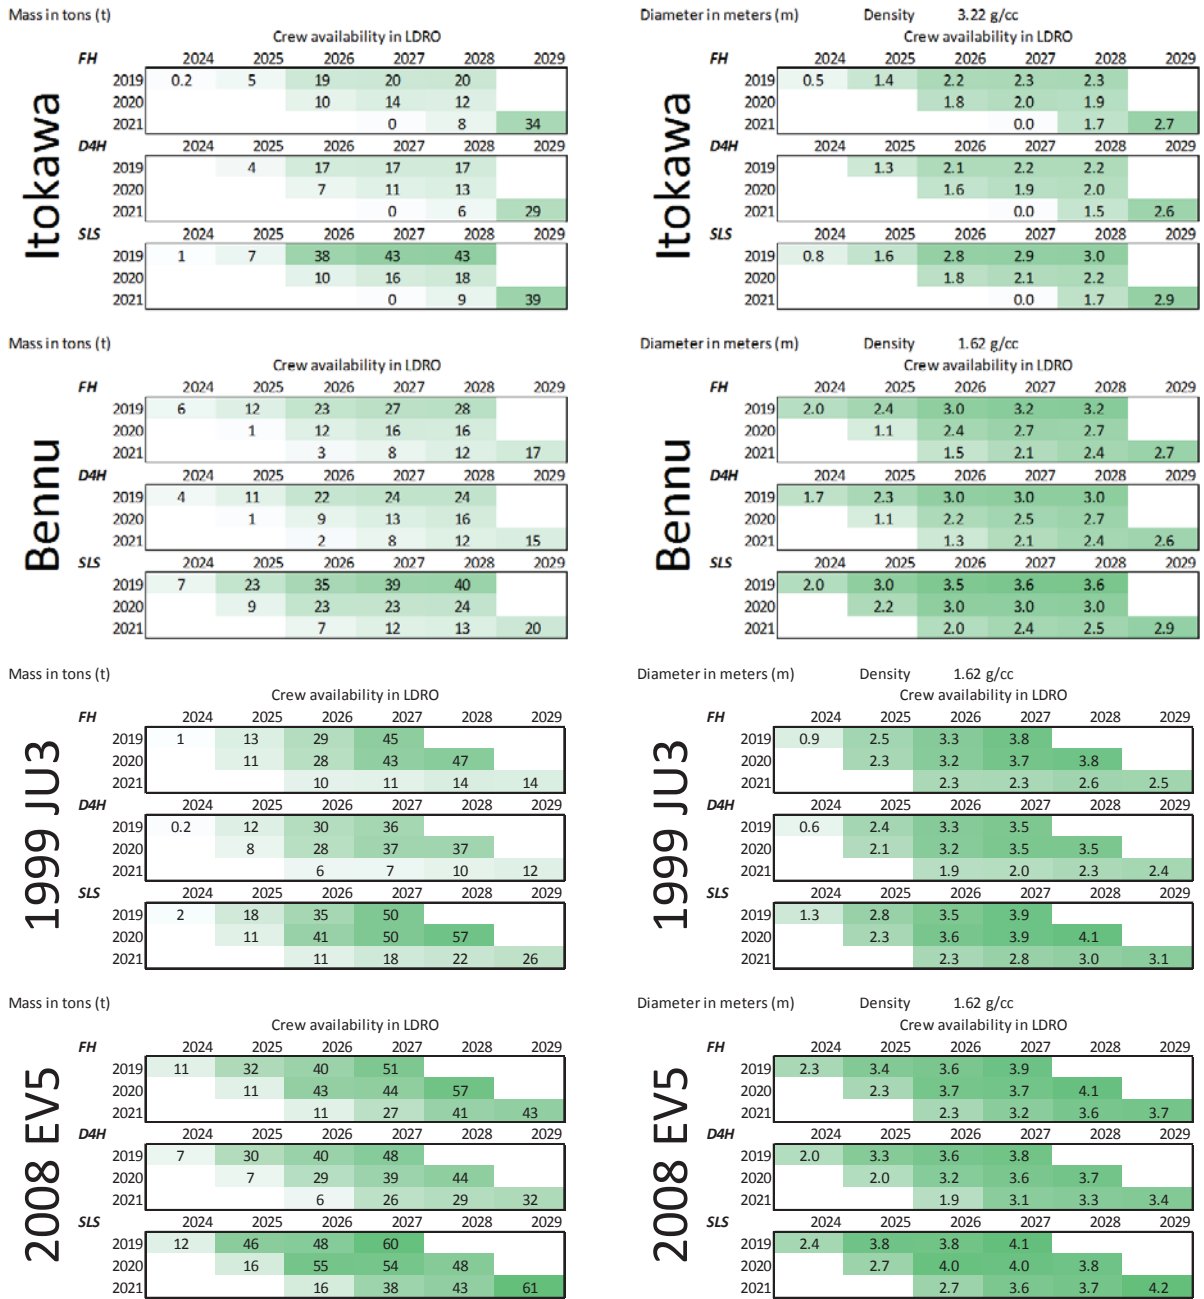 Mass in tons (t) Diameter in meters (m) Density 3.22 g/cc
Crew availability in LDRO Crew availability in LDRO
FH 2024 2025 2026 2027 2028 2029 FH 2024 2025 2026 2027 2028 2029
2019 0.2 5 19 20 20 2019 0.5 1.4 2.2 2.3 2.3
2020 10 14 12 2020 1.8 2.0 1.9
2021 0 8 34 2021 0.0 1.7 2.7
Itokawa Itokawa
D4H 2024 2025 2026 2027 2028 2029 D4H 2024 2025 2026 2027 2028 2029
2019 4 17 17 17 2019 1.3 2.1 2.2 2.2
2020 7 11 13 2020 1.6 1.9 2.0
2021 0 6 29 2021 0.0 1.5 2.6
SLS 2024 2025 2026 2027 2028 2029 SLS 2024 2025 2026 2027 2028 2029
2019 1 7 38 43 43 2019 0.8 1.6 2.8 2.9 3.0
2020 10 16 18 2020 1.8 2.1 2.2
2021 0 9 39 2021 0.0 1.7 2.9
Mass in tons (t) Diameter in meters (m) Density 1.62 g/cc
Crew availability in LDRO Crew availability in LDRO
FH 2024 2025 2026 2027 2028 2029 FH 2024 2025 2026 2027 2028 2029
2019 6 12 23 27 28 2019 2.0 2.4 3.0 3.2 3.2
2020 1 12 16 16 2020 1.1 2.4 2.7 2.7
2021 3 8 12 17 2021 1.5 2.1 2.4 2.7
Bennu Bennu
D4H 2024 2025 2026 2027 2028 2029 D4H 2024 2025 2026 2027 2028 2029
2019 4 11 22 24 24 2019 1.7 2.3 3.0 3.0 3.0
2020 1 9 13 16 2020 1.1 2.2 2.5 2.7
2021 2 8 12 15 2021 1.3 2.1 2.4 2.6
SLS 2024 2025 2026 2027 2028 2029 SLS 2024 2025 2026 2027 2028 2029
2019 7 23 35 39 40 2019 2.0 3.0 3.5 3.6 3.6
2020 9 23 23 24 2020 2.2 3.0 3.0 3.0
2021 7 12 13 20 2021 2.0 2.4 2.5 2.9
Mass in tons (t) Diameter in meters (m) Density 1.62 g/cc
Crew availability in LDRO Crew availability in LDRO
FH 2024 2025 2026 2027 2028 2029 FH 2024 2025 2026 2027 2028 2029
2019 1 13 29 45 2019 0.9 2.5 3.3 3.8
2020 11 28 43 47 2020 2.3 3.2 3.7 3.8
2021 10 11 14 14 2021 2.3 2.3 2.6 2.5
1999 JU3 1999 JU3
D4H 2024 2025 2026 2027 2028 2029 D4H 2024 2025 2026 2027 2028 2029
2019 0.2 12 30 36 2019 0.6 2.4 3.3 3.5
2020 8 28 37 37 2020 2.1 3.2 3.5 3.5
2021 6 7 10 12 2021 1.9 2.0 2.3 2.4
SLS 2024 2025 2026 2027 2028 2029 SLS 2024 2025 2026 2027 2028 2029
2019 2 18 35 50 2019 1.3 2.8 3.5 3.9
2020 11 41 50 57 2020 2.3 3.6 3.9 4.1
2021 11 18 22 26 2021 2.3 2.8 3.0 3.1
Mass in tons (t) Diameter in meters (m) Density 1.62 g/cc
Crew availability in LDRO Crew availability in LDRO
FH 2024 2025 2026 2027 2028 2029 FH 2024 2025 2026 2027 2028 2029
2019 11 32 40 51 2019 2.3 3.4 3.6 3.9
2020 11 43 44 57 2020 2.3 3.7 3.7 4.1
2021 11 27 41 43 2021 2.3 3.2 3.6 3.7
2008 EV5 2008 EV5
D4H 2024 2025 2026 2027 2028 2029 D4H 2024 2025 2026 2027 2028 2029
2019 7 30 40 48 2019 2.0 3.3 3.6 3.8
2020 7 29 39 44 2020 2.0 3.2 3.6 3.7
2021 6 26 29 32 2021 1.9 3.1 3.3 3.4
SLS 2024 2025 2026 2027 2028 2029 SLS 2024 2025 2026 2027 2028 2029
2019 12 46 48 60 2019 2.4 3.8 3.8 4.1
2020 16 55 54 48 2020 2.7 4.0 4.0 3.8
2021 16 38 43 61 2021 2.7 3.6 3.7 4.2